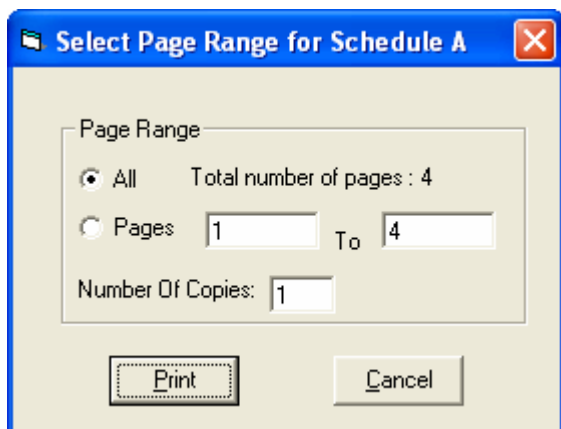 Select Page Range for Schedule A
Page Range
All Total number of pages : 4
Pages 1 To 4
Number Of Copies: 1
Print Cancel